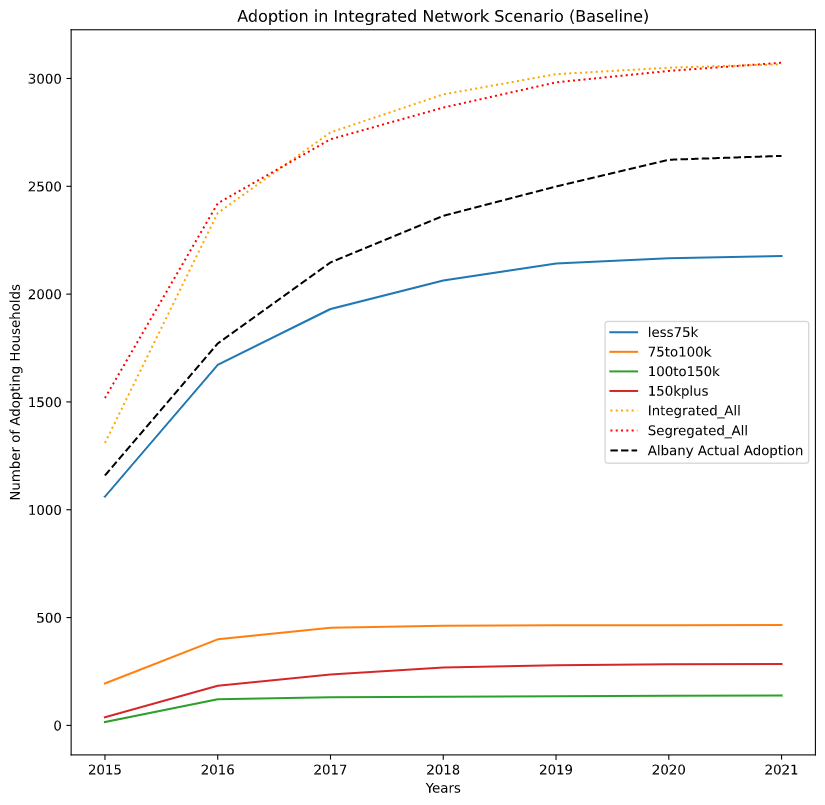 Adoption in Integrated Network Scenario (Baseline)
Number of Adopting Households
3000
2500
2000
1500
1000
500
0
less75k
75to100k
100to150k
150kplus
Integrated_All
Segregated_All
Albany Actual Adoption
2015 2016 2017 2018 2019 2020 2021
Years